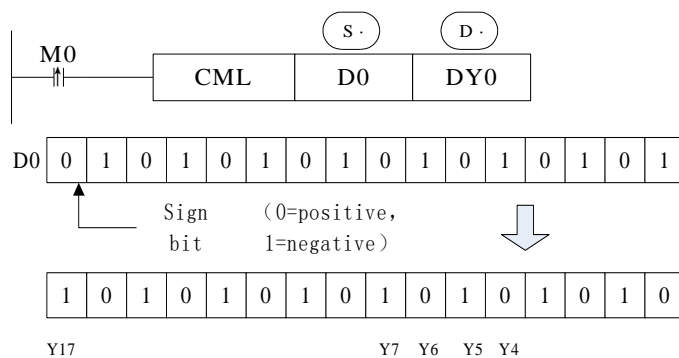 S· D·
M0
CML D0 DY0
D0 0 1 0 1 0 1 0 1 0 1 0 1 0 1 0 1
Sign (0=positive,
bit 1=negative)
1 0 1 0 1 0 1 0 1 0 1 0 1 0 1 0
Y17 Y7 Y6 Y5 Y4